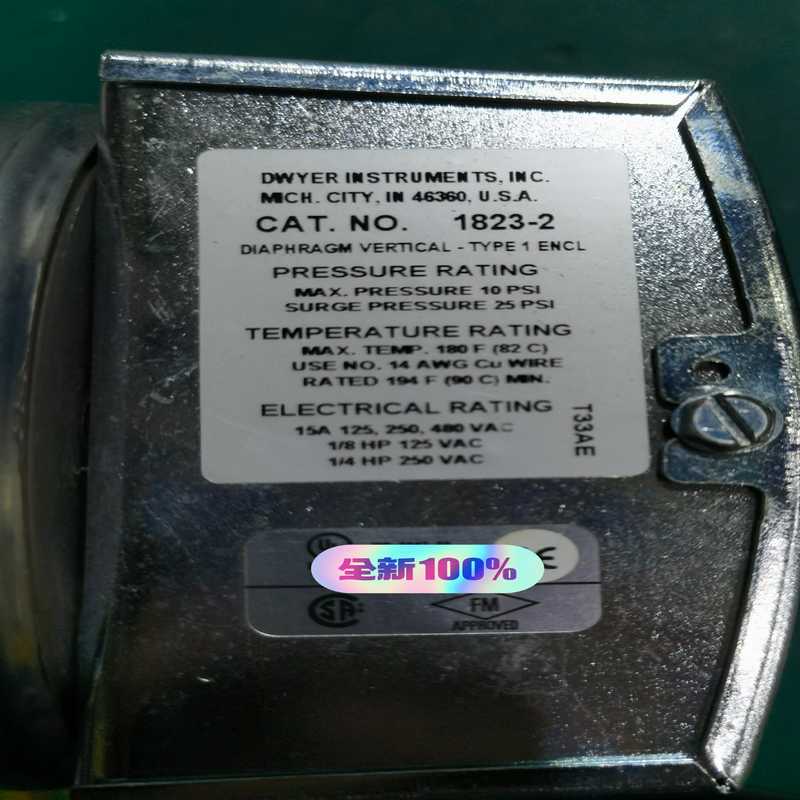 DWYER INSTRUMENTS, INC.
MICH. CITY, IN 46360, U.S.A.
CAT. NO. 1823-2
DIAPHRAGM VERTICAL - TYPE 1 ENCL
PRESSURE RATING
MAX. PRESSURE 10 PSI
SURGE PRESSURE 25 PSI
TEMPERATURE RATING
MAX. TEMP. 180 F (82 C)
USE NO. 14 AWG Cu WIRE
RATED 194 F (90 C) MIN.
ELECTRICAL RATING
15A 125, 250, 480 VAC
1/8 HP 125 VAC
1/4 HP 250 VAC
T33AE
UL
CE
全新100%
SA
FM
APPROVED